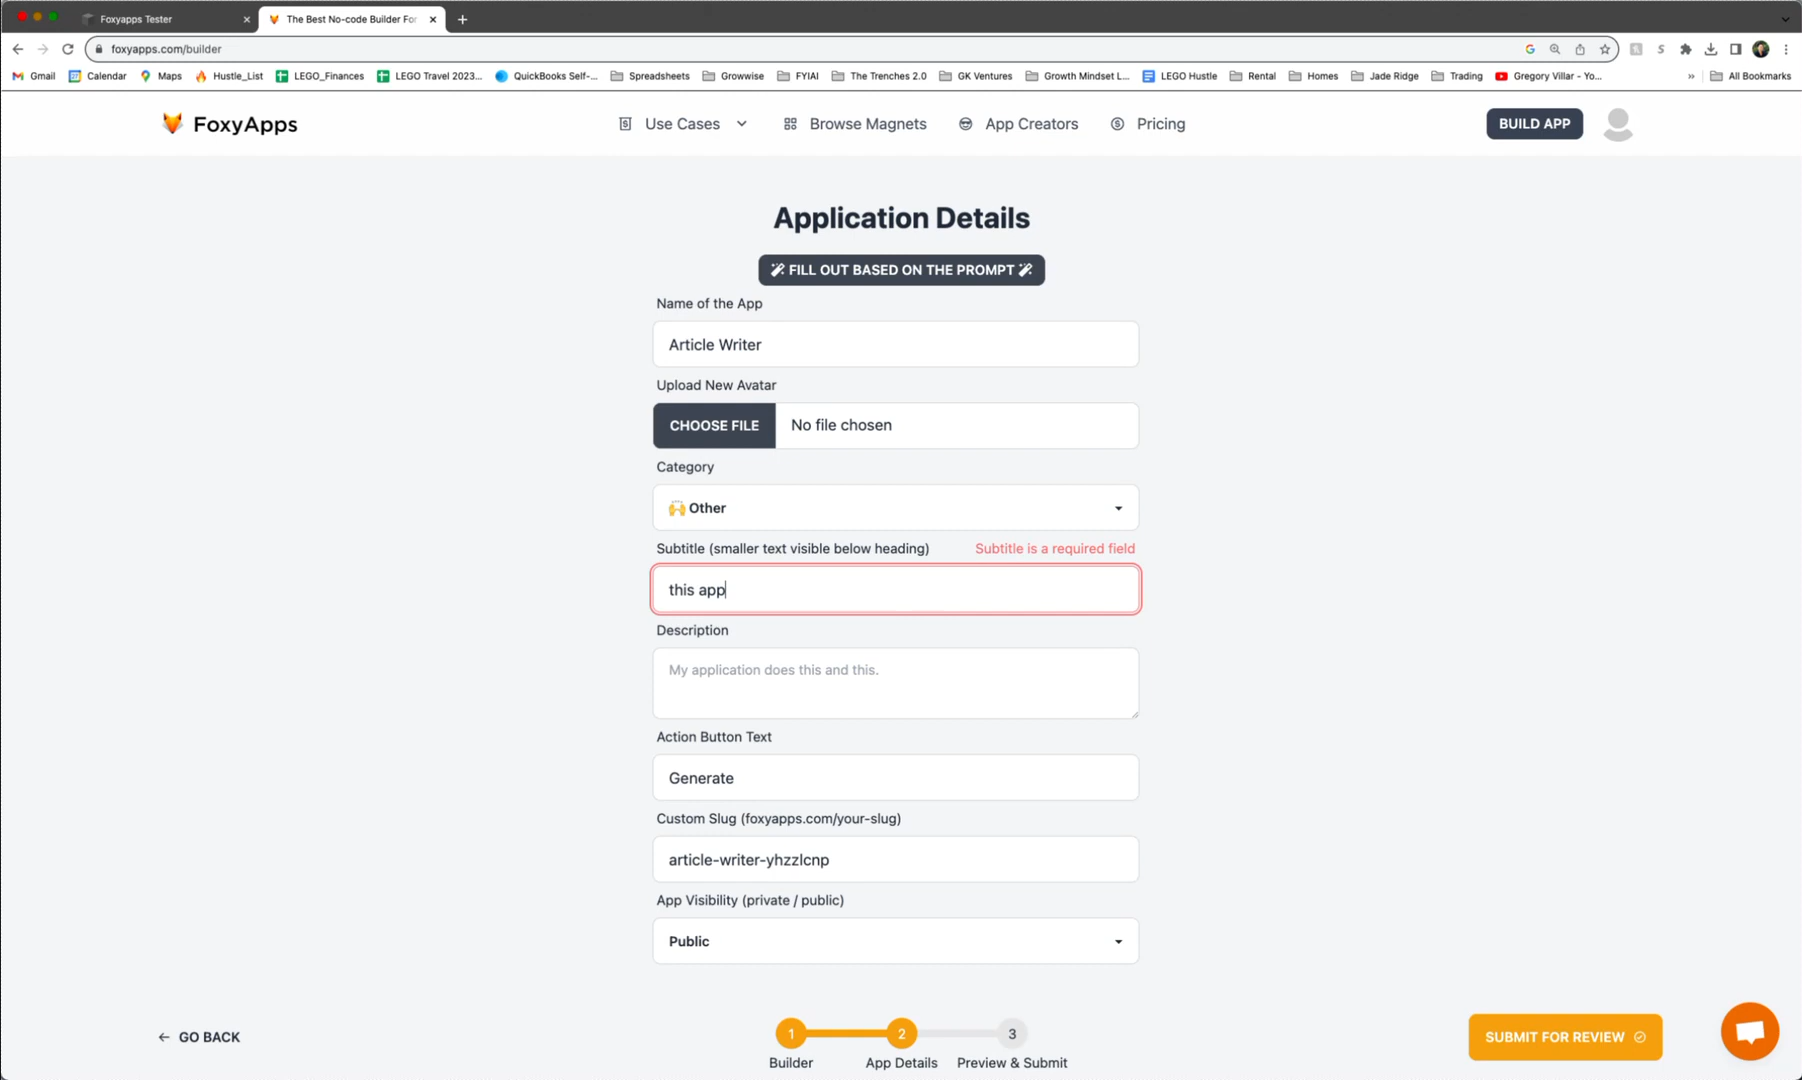 Foxyapps Tester
The Best No-code Builder For
foxyapps.com/builder
Gmail
Calendar
Maps
Hustle_List
LEGO_Finances
LEGO Travel 2023...
QuickBooks Self-...
Spreadsheets
Growwise
FYIAI
The Trenches 2.0
GK Ventures
Growth Mindset L...
LEGO Hustle
Rental
Homes
Jade Ridge
Trading
Gregory Villar - Yo...
»
All Bookmarks
FoxyApps
Use Cases
Browse Magnets
App Creators
Pricing
BUILD APP
Application Details
FILL OUT BASED ON THE PROMPT
Name of the App
Article Writer
Upload New Avatar
CHOOSE FILE
No file chosen
Category
🙌 Other
Subtitle (smaller text visible below heading)
Subtitle is a required field
this app
Description
My application does this and this.
Action Button Text
Generate
Custom Slug (foxyapps.com/your-slug)
article-writer-yhzzlcnp
App Visibility (private / public)
Public
← GO BACK
1
2
3
Builder
App Details
Preview & Submit
SUBMIT FOR REVIEW